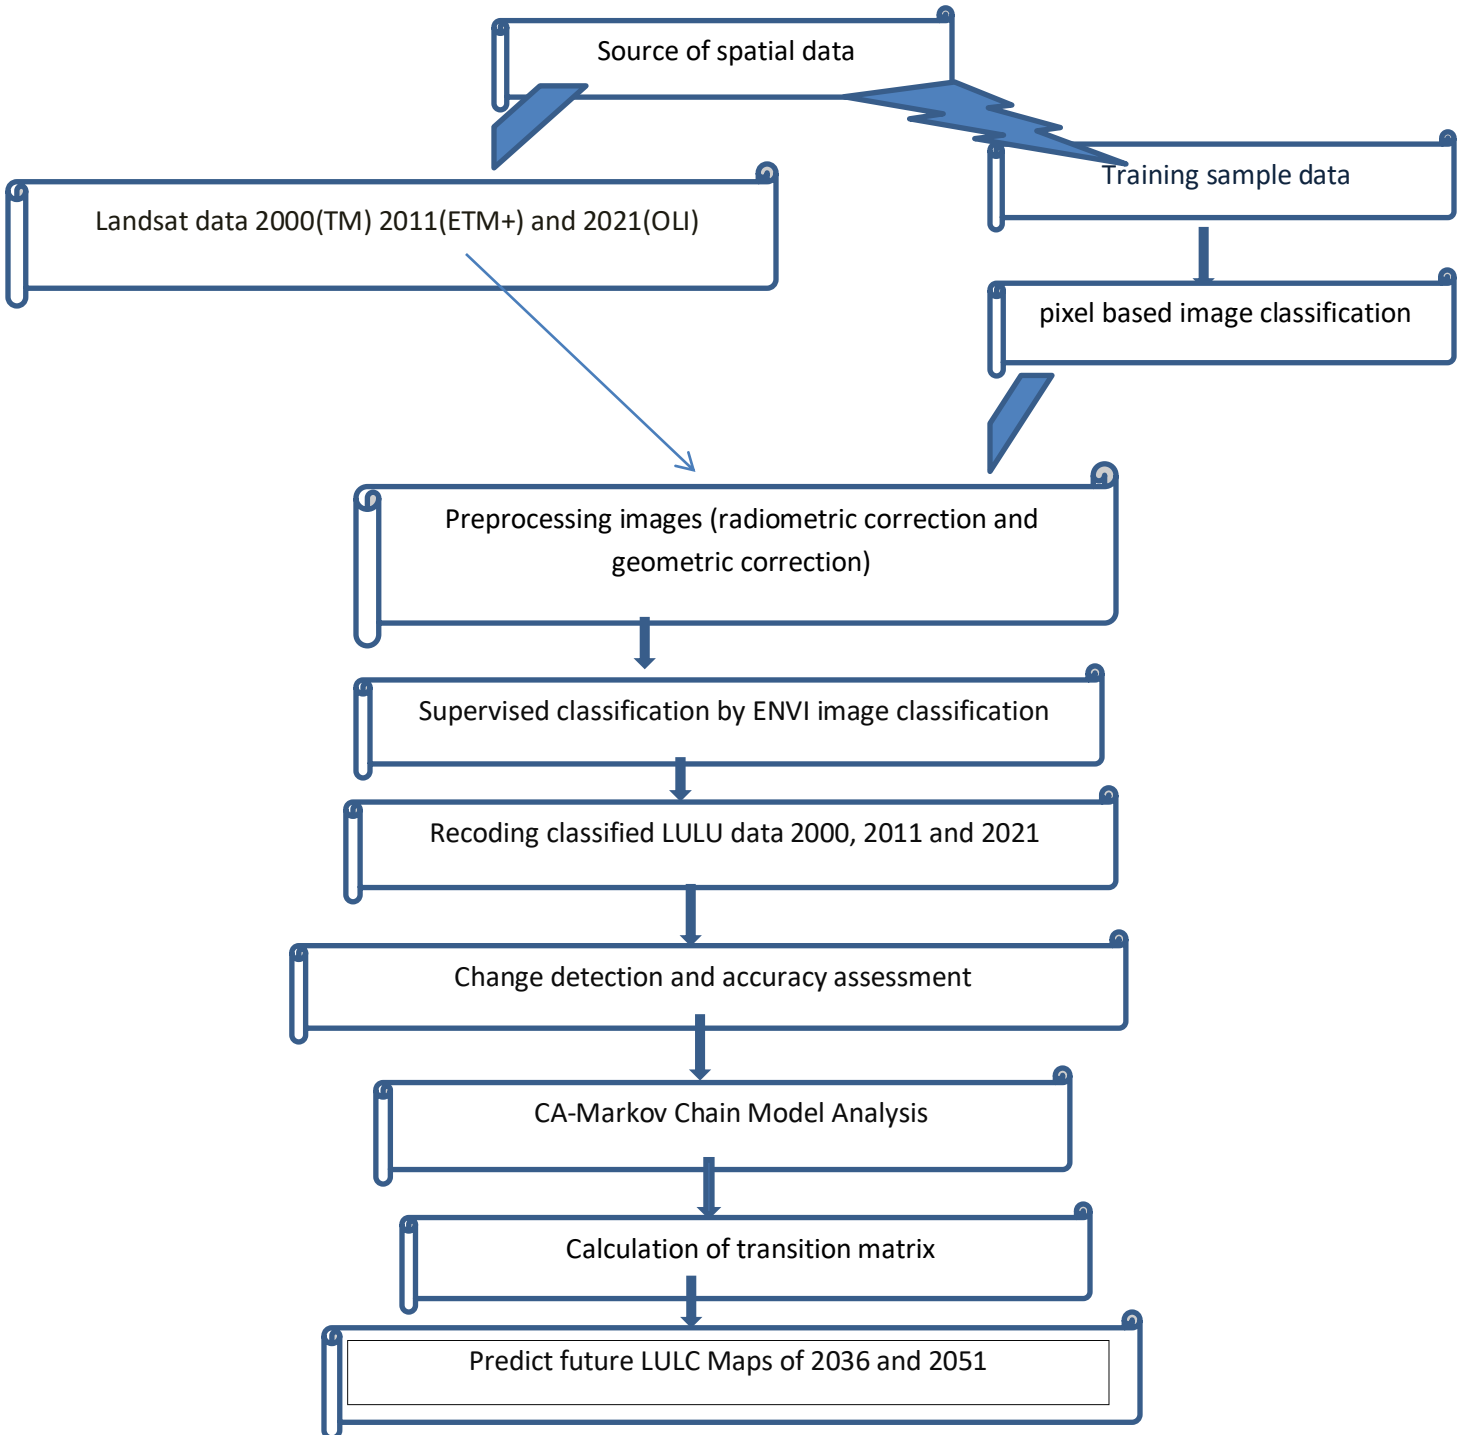 Source of spatial data
Training sample data
Landsat data 2000(TM) 2011(ETM+) and 2021(OLI)
pixel based image classification
Preprocessing images (radiometric correction and
geometric correction)
Supervised classification by ENVI image classification
Recoding classified LULU data 2000, 2011 and 2021
Change detection and accuracy assessment
CA-Markov Chain Model Analysis
Calculation of transition matrix
Predict future LULC Maps of 2036 and 2051